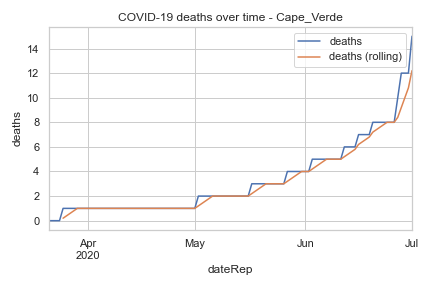 COVID-19 deaths over time - Cape_Verde
deaths
deaths (rolling)
14
12
10
8
6
4
2
0
deaths
Apr
2020
May
Jun
Jul
dateRep